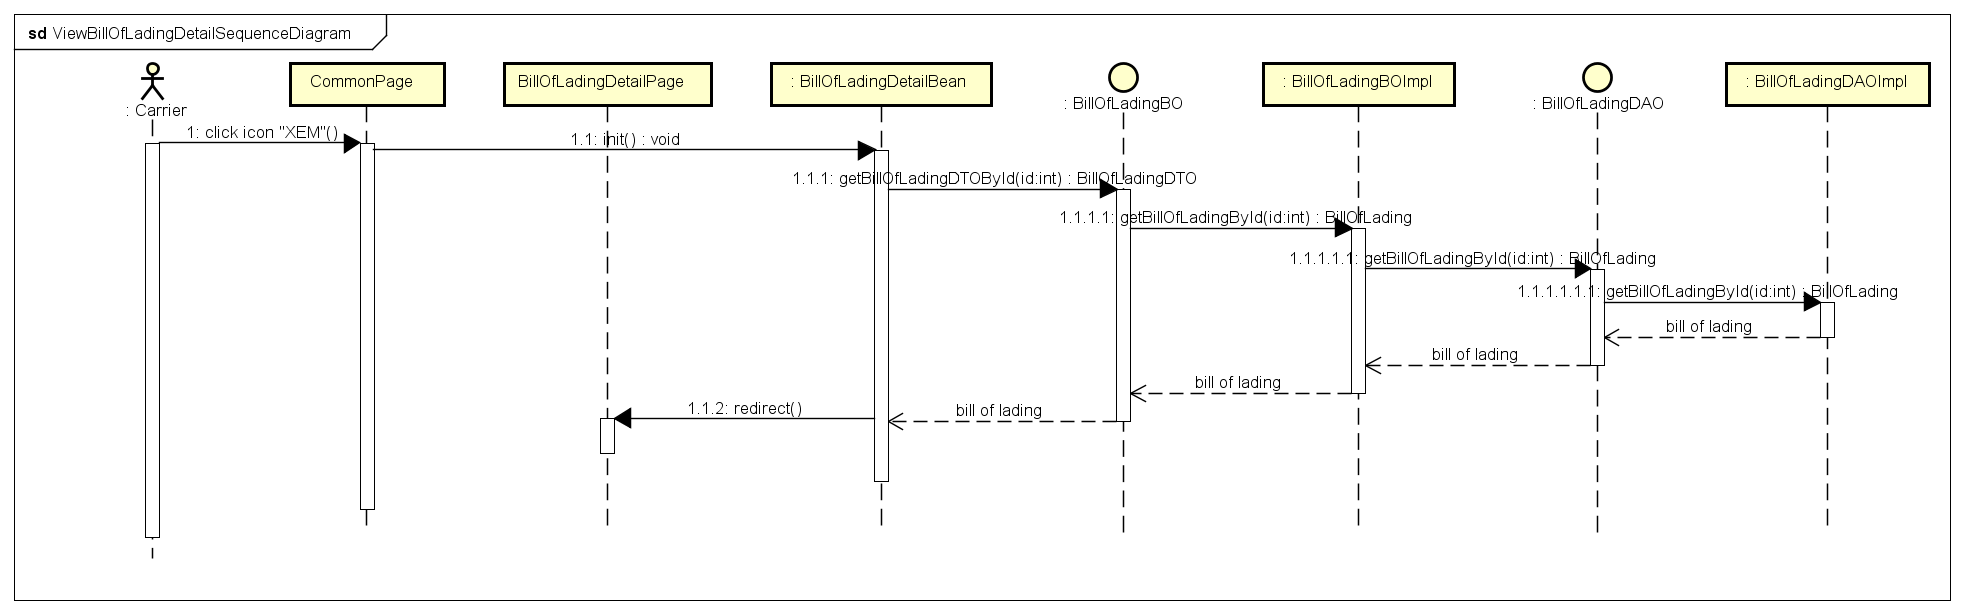 sd ViewBillOfLadingDetailSequenceDiagram
CommonPage
BillOfLadingDetailPage
: BillOfLadingDetailBean
: BillOfLadingBOImpl
: BillOfLadingDAOImpl
: Carrier
: BillOfLadingBO
: BillOfLadingDAO
1: click icon "XEM"()
1.1: init() : void
1.1.1: getBillOfLadingDTOById(id:int) : BillOfLadingDTO
1.1.1.1: getBillOfLadingById(id:int) : BillOfLading
1.1.1.1.1: getBillOfLadingById(id:int) : BillOfLading
1.1.1.1.1.1: getBillOfLadingById(id:int) : BillOfLading
bill of lading
bill of lading
bill of lading
1.1.2: redirect()
bill of lading